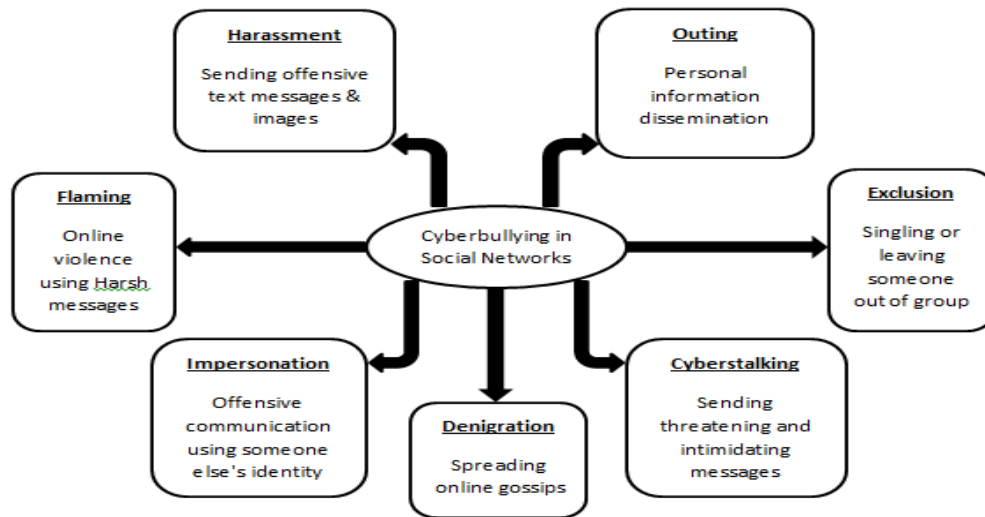 Harassment
Sending offensive
text messages &
images
Outing
Personal
information
dissemination
Flaming
Online
violence
using Harsh
messages
Cyberbullying in
Social Networks
Exclusion
Singling or
leaving
someone
out of group
Impersonation
Offensive
communication
using someone
else's identity
Denigration
Spreading
online gossips
Cyberstalking
Sending
threatening and
intimidating
messages